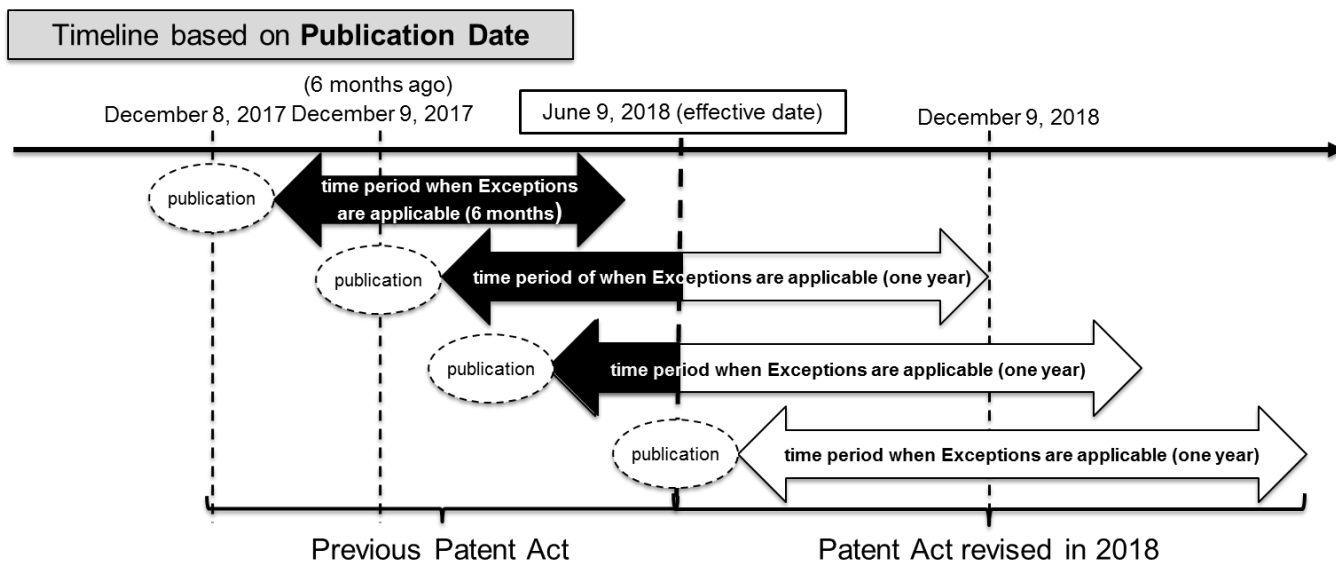 Timeline based on Publication Date
(6 months ago)
December 8, 2017 December 9, 2017
June 9, 2018 (effective date)
December 9, 2018
publication
time period when Exceptions
are applicable (6 months)
publication
time period of when Exceptions are applicable (one year)
publication
time period when Exceptions are applicable (one year)
publication
time period when Exceptions are applicable (one year)
Previous Patent Act
Patent Act revised in 2018